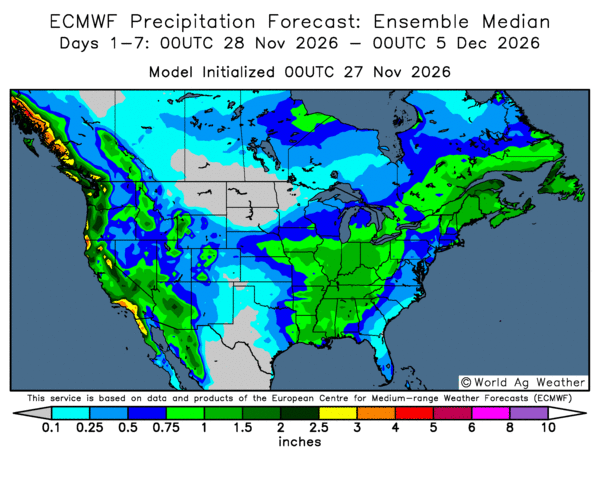 ECMWF Precipitation Forecast: Ensemble Median
Days 1−7: 00UTC 28 Nov 2026 − 00UTC 5 Dec 2026
Model Initialized 00UTC 27 Nov 2026
© World Ag Weather
This service is based on data and products of the European Centre for Medium-range Weather Forecasts (ECMWF)
0.1 0.25 0.5 0.75 1 1.5 2 2.5 3 4 5 6 8 10
inches